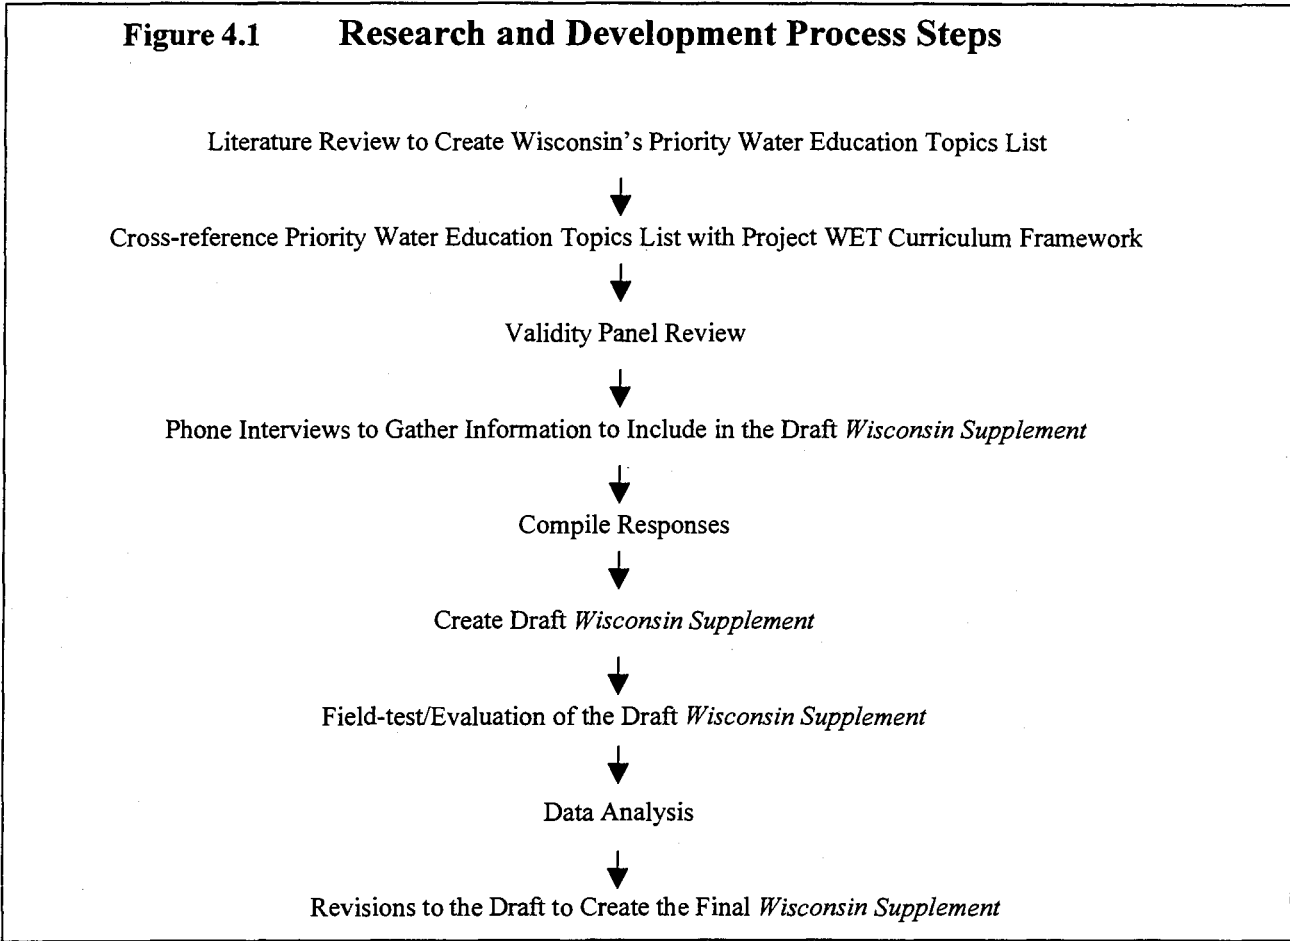 Figure 4.1 Research and Development Process Steps
Literature Review to Create Wisconsin's Priority Water Education Topics List
Cross-reference Priority Water Education Topics List with Project WET Curriculum Framework
Validity Panel Review
Phone Interviews to Gather Information to Include in the Draft Wisconsin Supplement
Compile Responses
Create Draft Wisconsin Supplement
Field-test/Evaluation of the Draft Wisconsin Supplement
Data Analysis
Revisions to the Draft to Create the Final Wisconsin Supplement